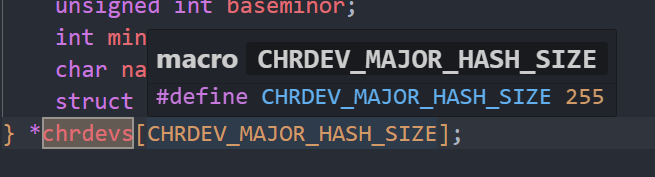 unsigned int baseminor;
int min
char na
struct
macro CHRDEV_MAJOR_HASH_SIZE
#define CHRDEV_MAJOR_HASH_SIZE 255
} *chrdevs[CHRDEV_MAJOR_HASH_SIZE];